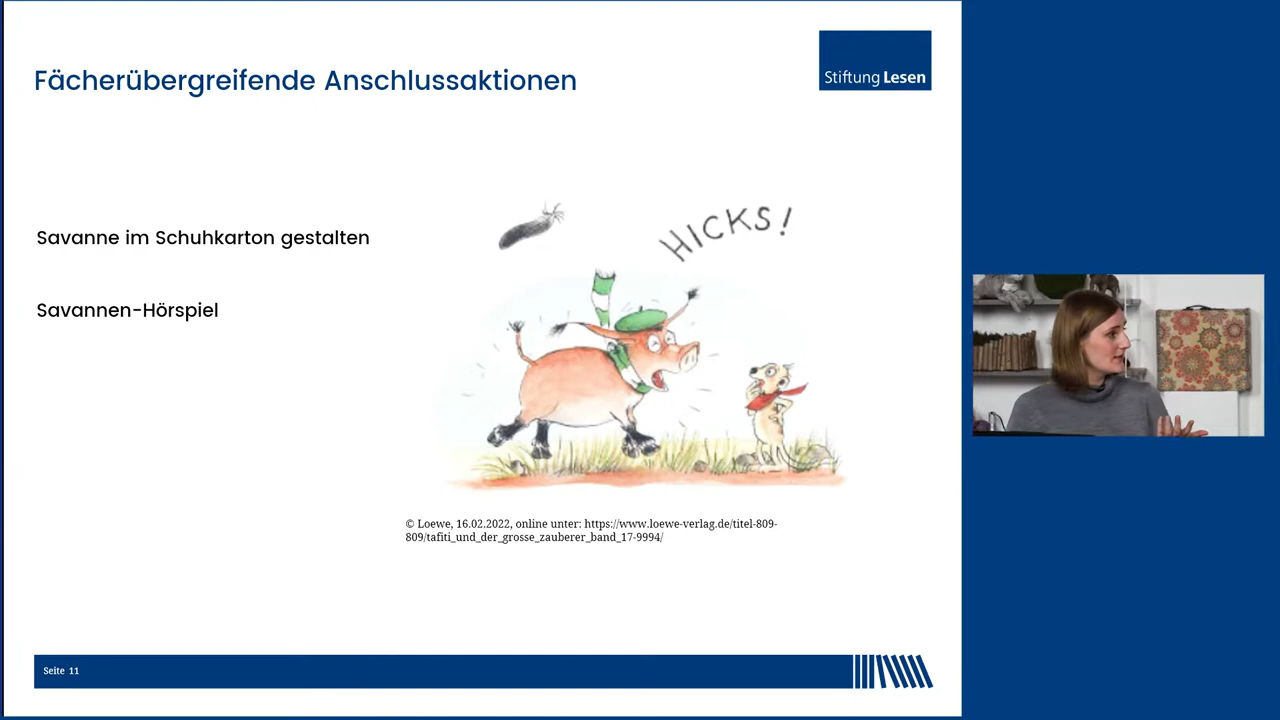 Fächerübergreifende Anschlussaktionen
Stiftung Lesen
Savanne im Schuhkarton gestalten
Savannen-Hörspiel
HICKS!
© Loewe, 16.02.2022, online unter: https://www.loewe-verlag.de/titel-809-
809/tafiti_und_der_grosse_zauberer_band_17-9994/
Seite 11